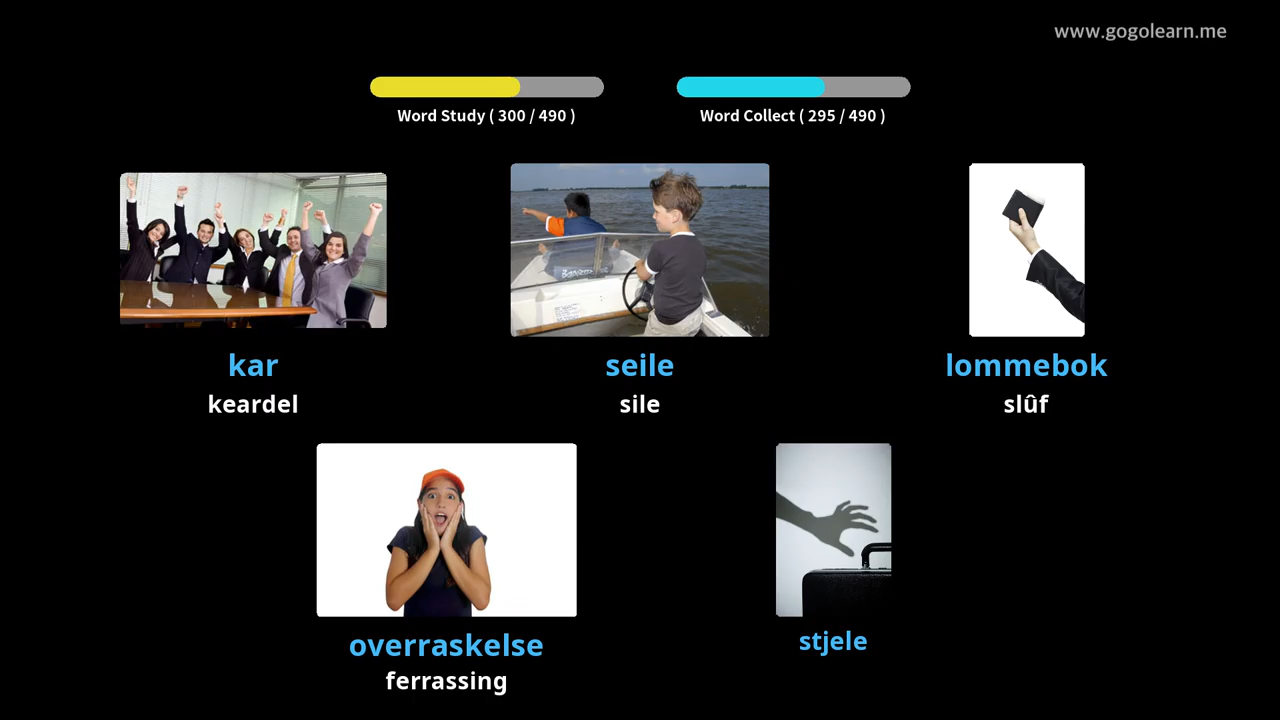 www.gogolearn.me
Word Study ( 300 / 490 )
Word Collect ( 295 / 490 )
kar
keardel
seile
sile
lommebok
slûf
overraskelse
ferrassing
stjele